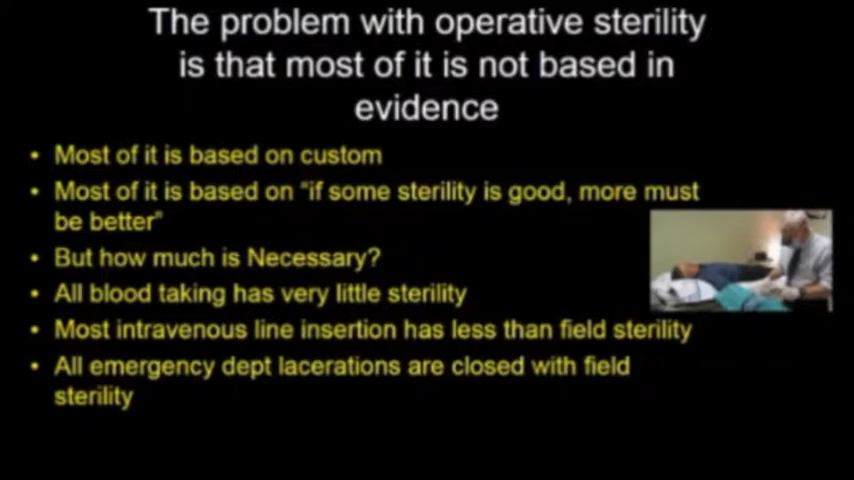 The problem with operative sterility
is that most of it is not based in
evidence
• Most of it is based on custom
• Most of it is based on "if some sterility is good, more must
be better"
• But how much is Necessary?
• All blood taking has very little sterility
• Most intravenous line insertion has less than field sterility
• All emergency dept lacerations are closed with field
sterility